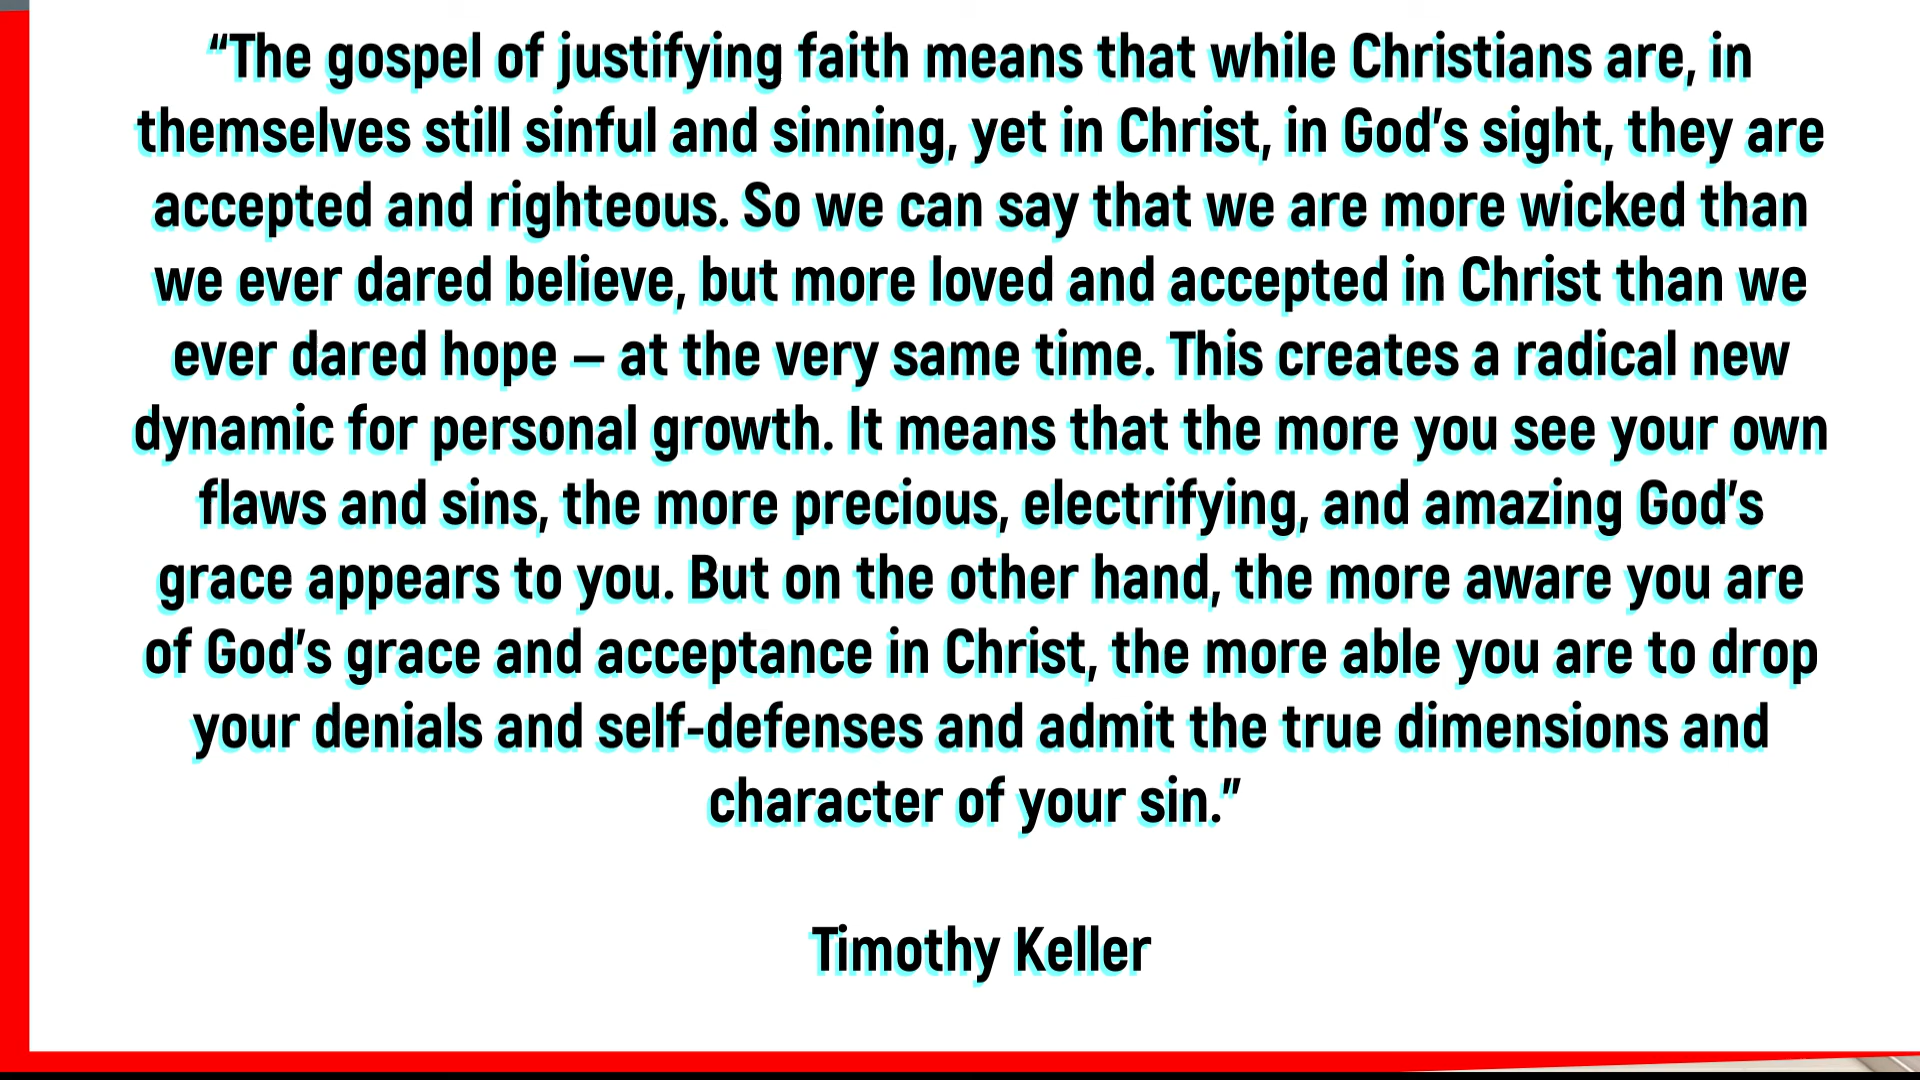 “The gospel of justifying faith means that while Christians are, in
themselves still sinful and sinning, yet in Christ, in God’s sight, they are
accepted and righteous. So we can say that we are more wicked than
we ever dared believe, but more loved and accepted in Christ than we
ever dared hope – at the very same time. This creates a radical new
dynamic for personal growth. It means that the more you see your own
flaws and sins, the more precious, electrifying, and amazing God’s
grace appears to you. But on the other hand, the more aware you are
of God’s grace and acceptance in Christ, the more able you are to drop
your denials and self-defenses and admit the true dimensions and
character of your sin.”
Timothy Keller